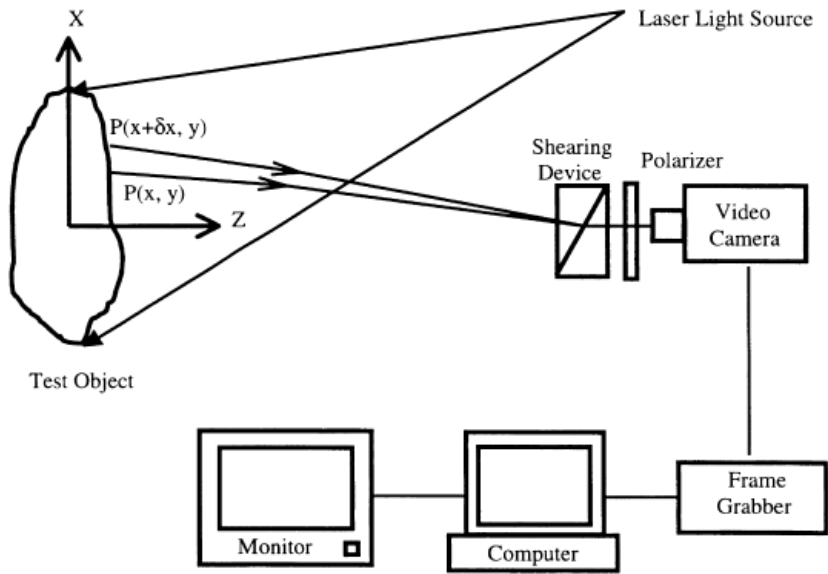 X
Laser Light Source
P(x+δx, y)
P(x, y)
Z
Shearing
Device
Polarizer
Video
Camera
Test Object
Monitor
Computer
Frame
Grabber